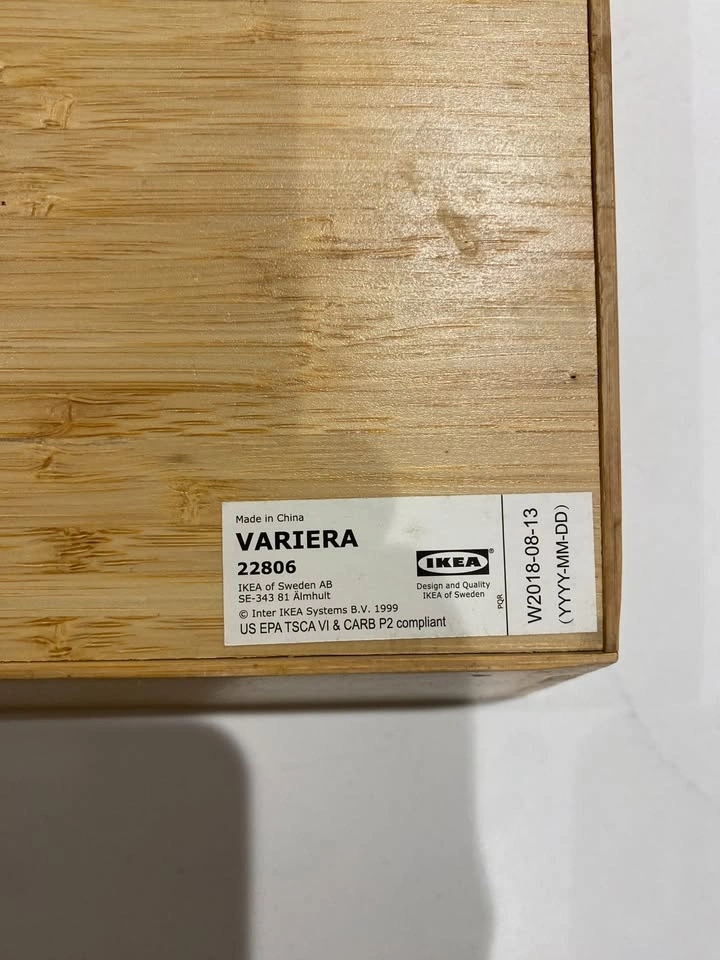 Made in China
VARIERA
22806
IKEA of Sweden AB
SE-343 81 Älmhult
© Inter IKEA Systems B.V. 1999
US EPA TSCA VI & CARB P2 compliant
IKEA®
Design and Quality
IKEA of Sweden
PQR
W2018-08-13
(YYYY-MM-DD)